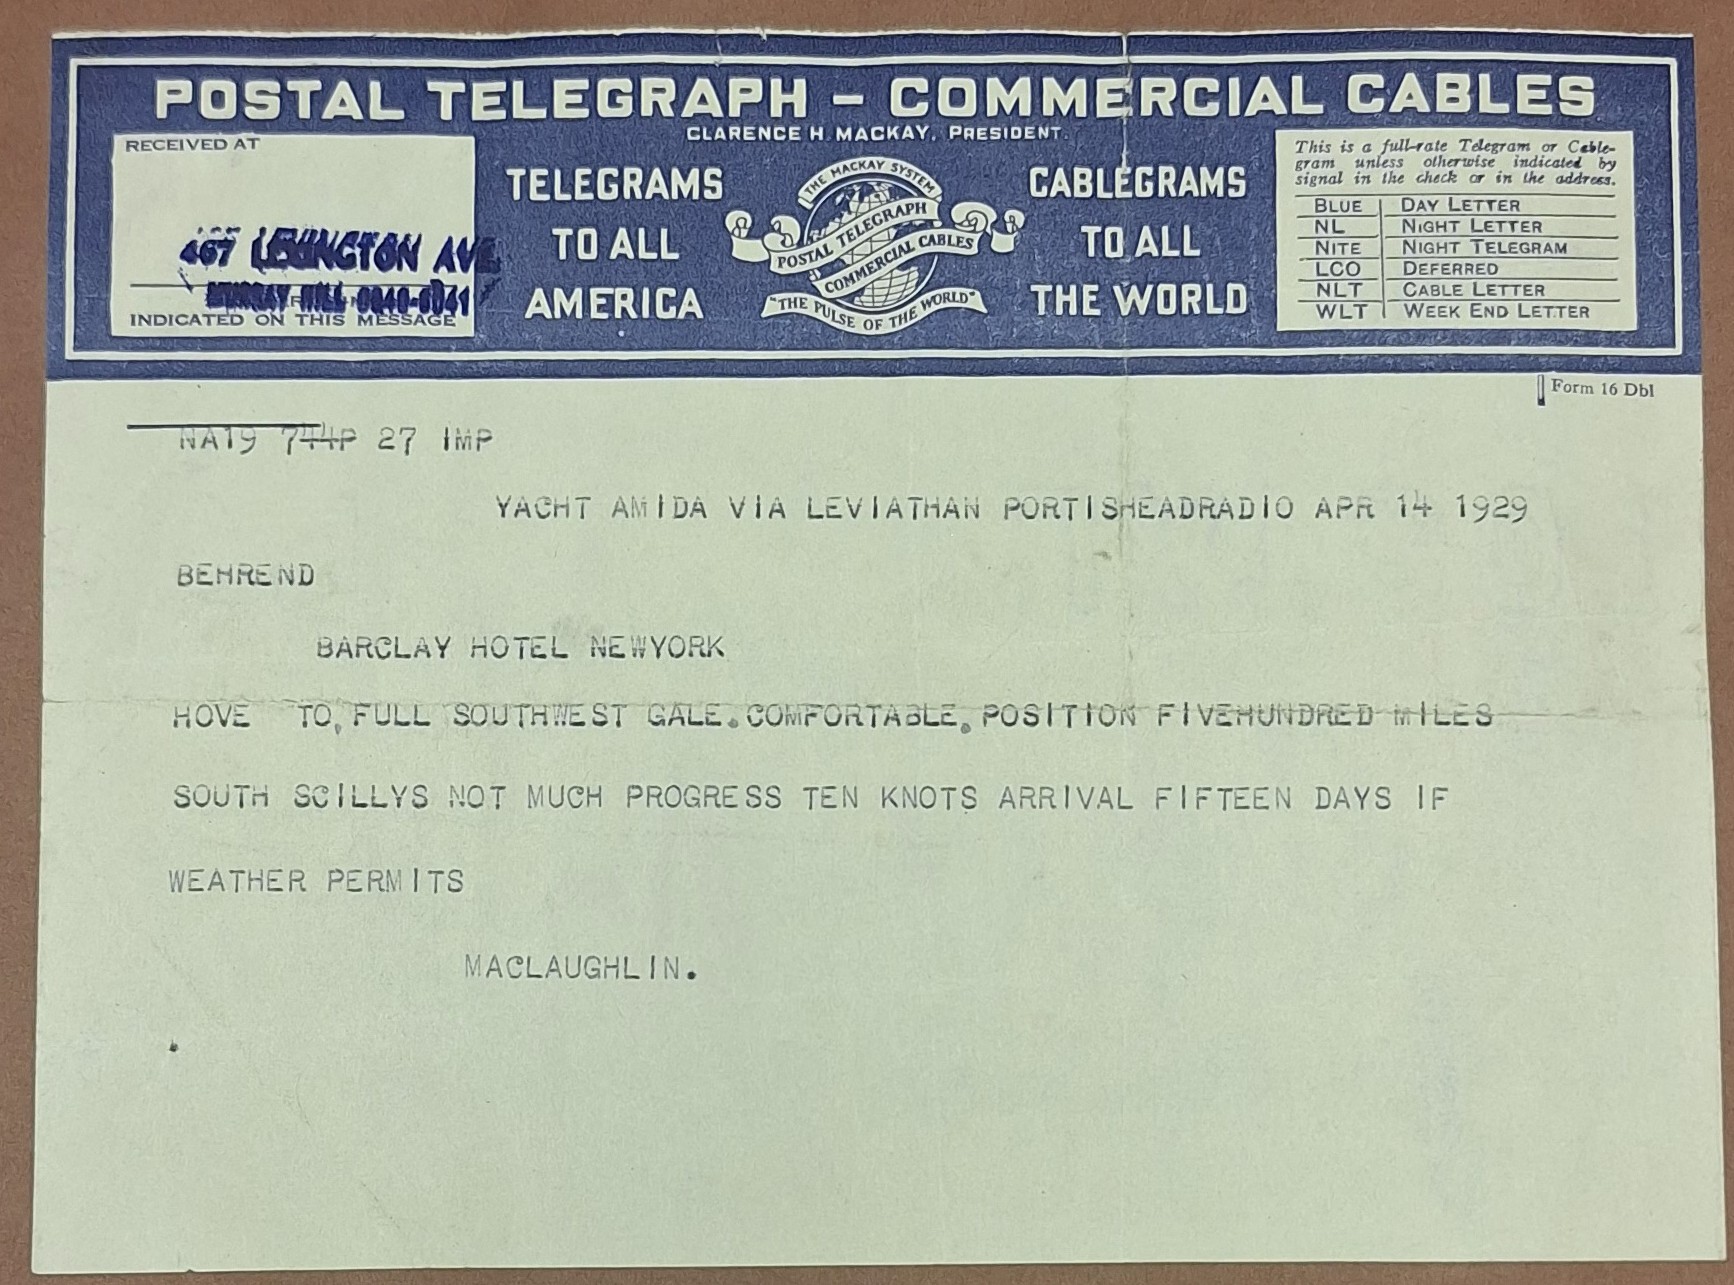 POSTAL TELEGRAPH – COMMERCIAL CABLES
CLARENCE H. MACKAY, PRESIDENT.
RECEIVED AT
467 LEXINGTON AVE
MURRAY HILL 0040-0041
INDICATED ON THIS MESSAGE
TELEGRAMS
TO ALL
AMERICA
THE MACKAY SYSTEM
POSTAL TELEGRAPH
COMMERCIAL CABLES
"THE PULSE OF THE WORLD"
CABLEGRAMS
TO ALL
THE WORLD
This is a full-rate Telegram or Cable-
gram unless otherwise indicated by
signal in the check or in the address.
BLUE DAY LETTER
NL NIGHT LETTER
NITE NIGHT TELEGRAM
LCO DEFERRED
NLT CABLE LETTER
WLT WEEK END LETTER
Form 16 Dbl
NA19 744P 27 IMP
YACHT AMIDA VIA LEVIATHAN PORTISHEADRADIO APR 14 1929
BEHREND
BARCLAY HOTEL NEWYORK
HOVE TO, FULL SOUTHWEST GALE. COMFORTABLE. POSITION FIVEHUNDRED MILES
SOUTH SCILLYS NOT MUCH PROGRESS TEN KNOTS ARRIVAL FIFTEEN DAYS IF
WEATHER PERMITS
MACLAUGHLIN.